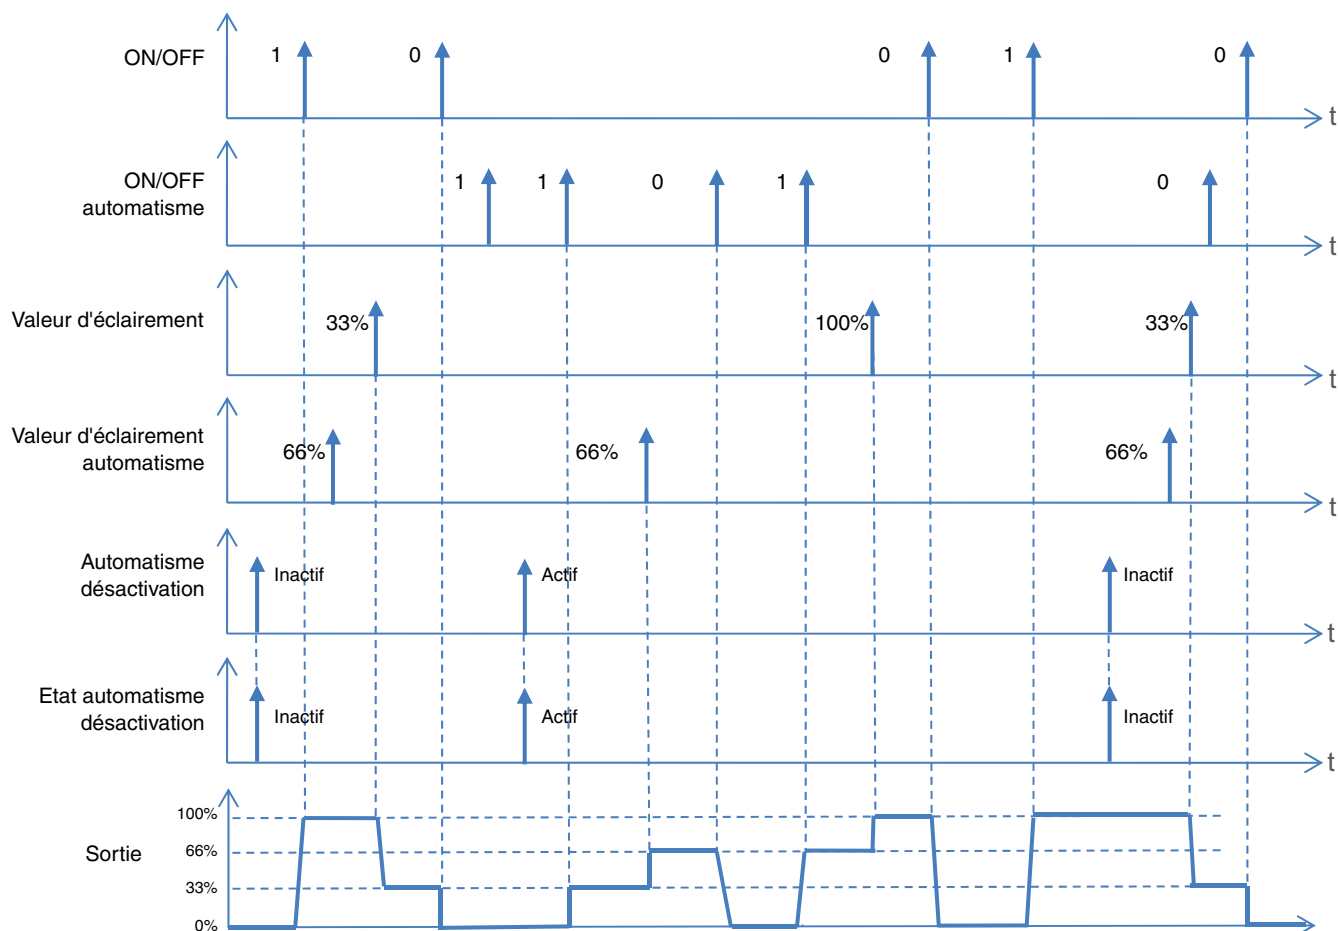 ON/OFF
1
0
0
1
0
t
ON/OFF
automatisme
1
1
0
1
0
t
Valeur d'éclairement
33%
100%
33%
t
Valeur d'éclairement
automatisme
66%
66%
66%
t
Automatisme
désactivation
Inactif
Actif
Inactif
t
Etat automatisme
désactivation
Inactif
Actif
Inactif
t
Sortie
100%
66%
33%
0%